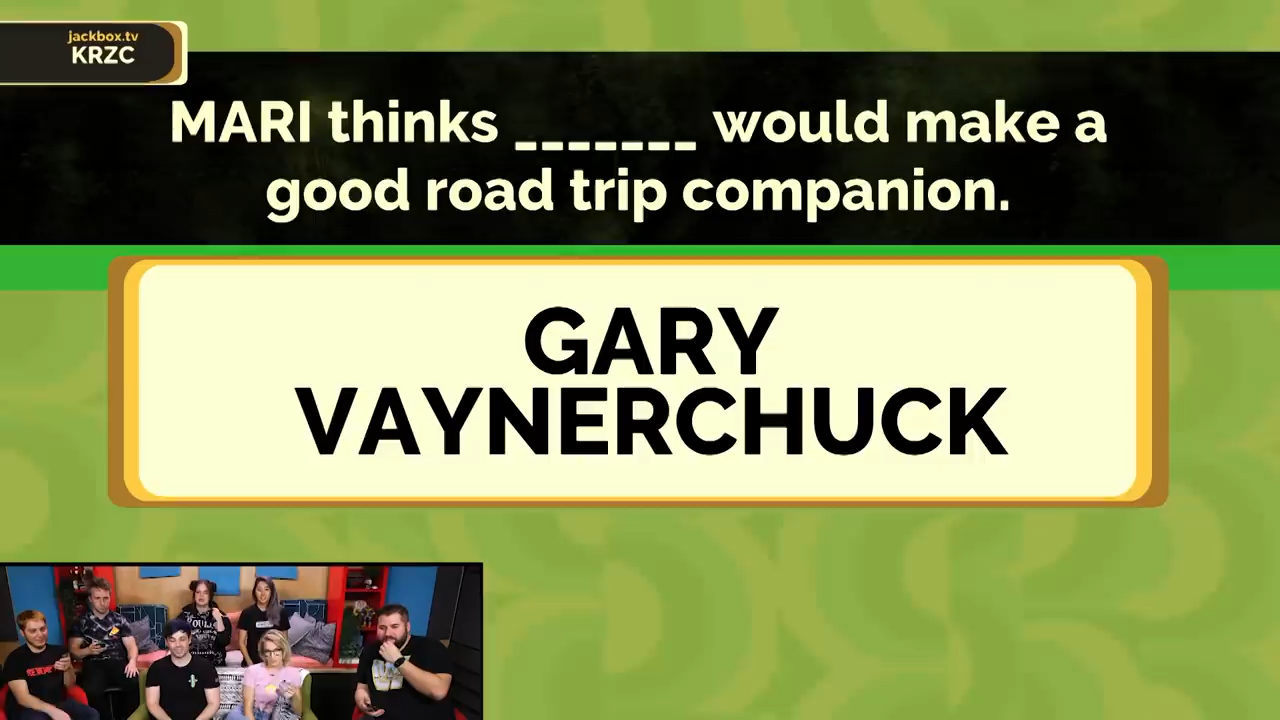 jackbox.tv
KRZC
MARI thinks _______ would make a
good road trip companion.
GARY
VAYNERCHUCK